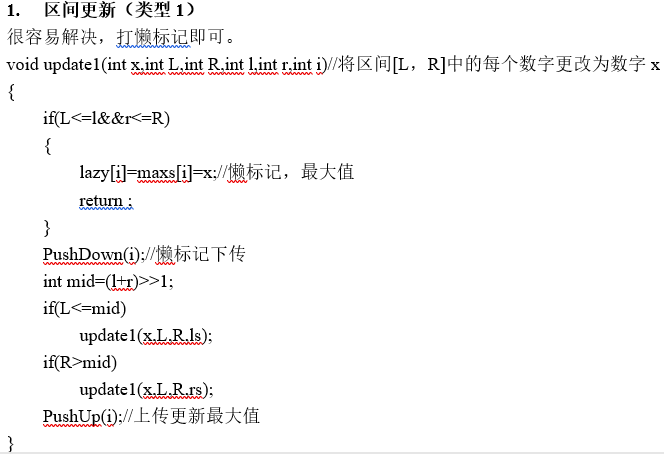 1. 区间更新（类型 1）
很容易解决，打懒标记即可。
void update1(int x,int L,int R,int l,int r,int i)//将区间[L，R]中的每个数字更改为数字 x
{
if(L<=l&&r<=R)
{
lazy[i]=maxs[i]=x;//懒标记，最大值
return ;
}
PushDown(i);//懒标记下传
int mid=(l+r)>>1;
if(L<=mid)
update1(x,L,R,ls);
if(R>mid)
update1(x,L,R,rs);
PushUp(i);//上传更新最大值
}